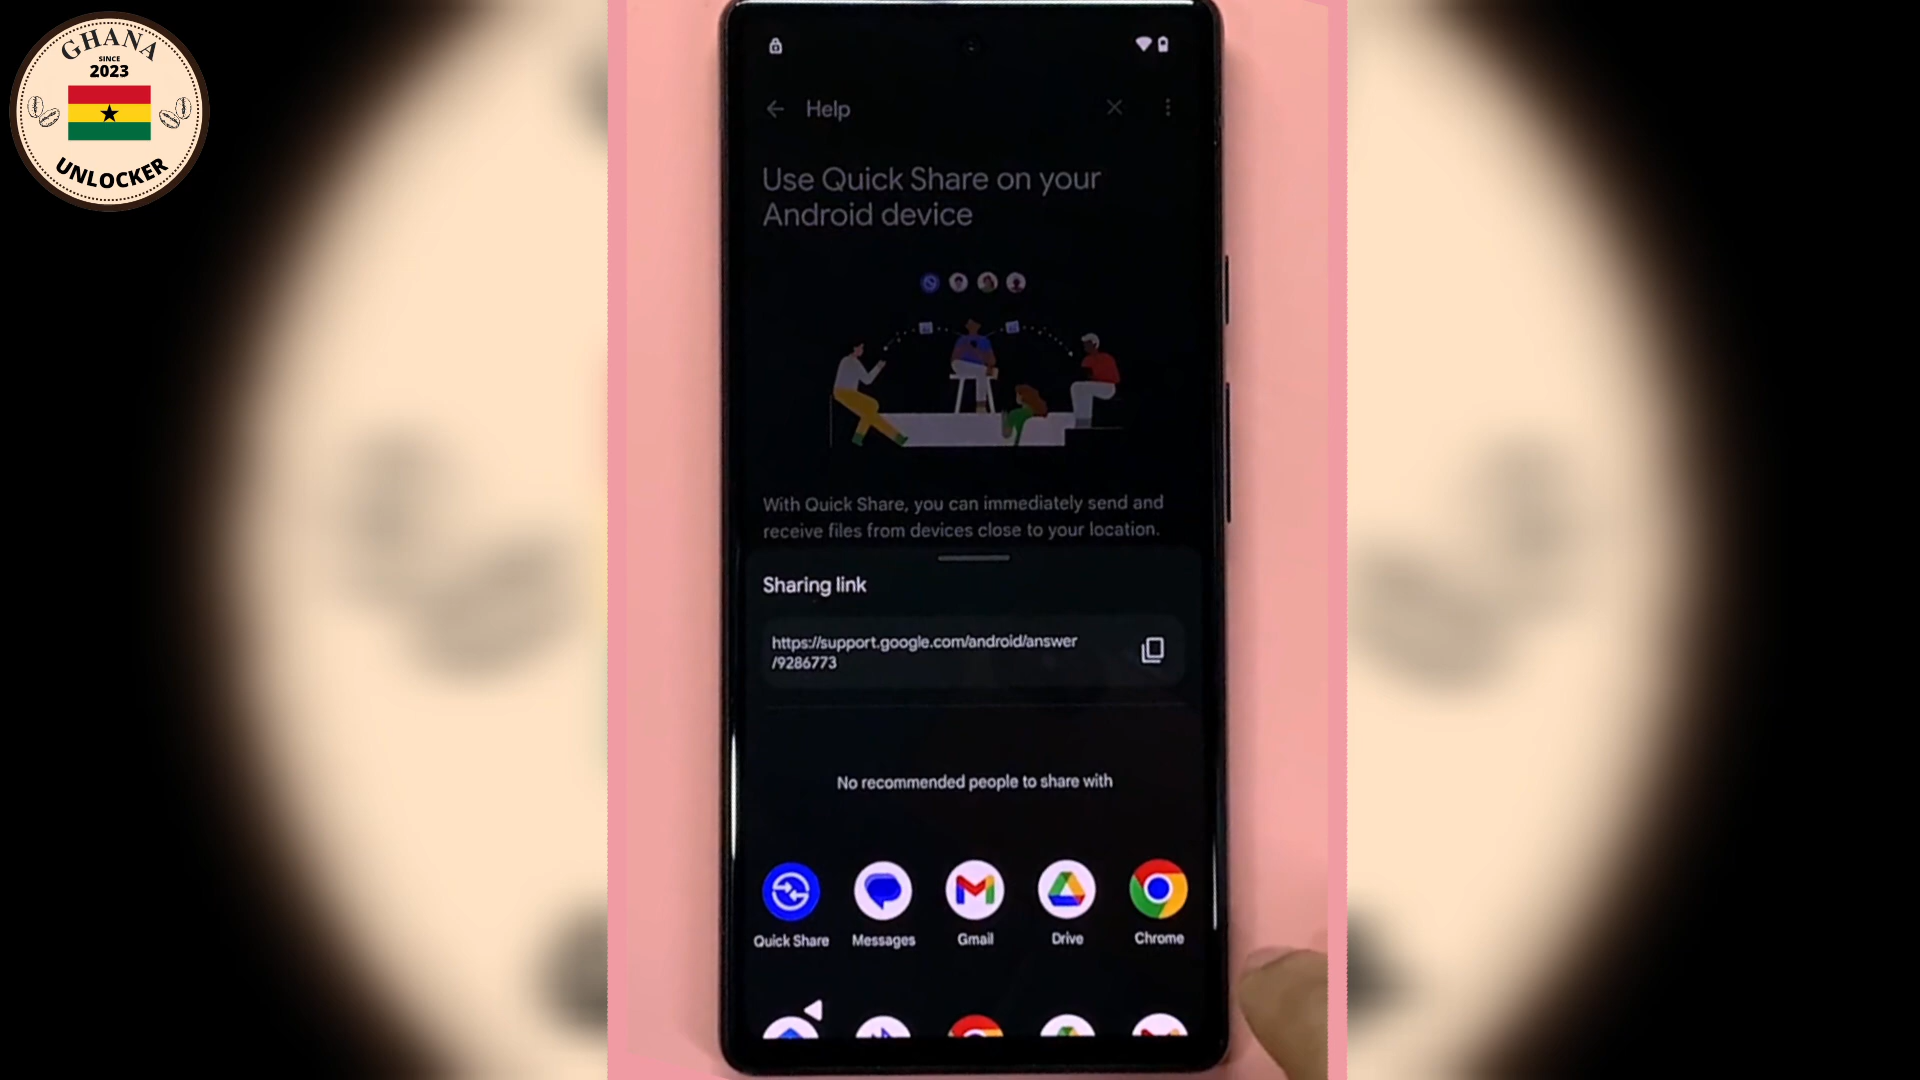 GHANA
SINCE
2023
UNLOCKER
Help
Use Quick Share on your
Android device
With Quick Share, you can immediately send and
receive files from devices close to your location.
Sharing link
https://support.google.com/android/answer
/9286773
No recommended people to share with
Quick Share
Messages
Gmail
Drive
Chrome